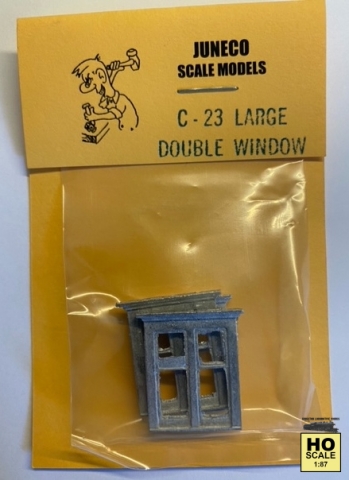 JUNECO
SCALE MODELS
C - 23 LARGE
DOUBLE WINDOW
HO
SCALE
1:87